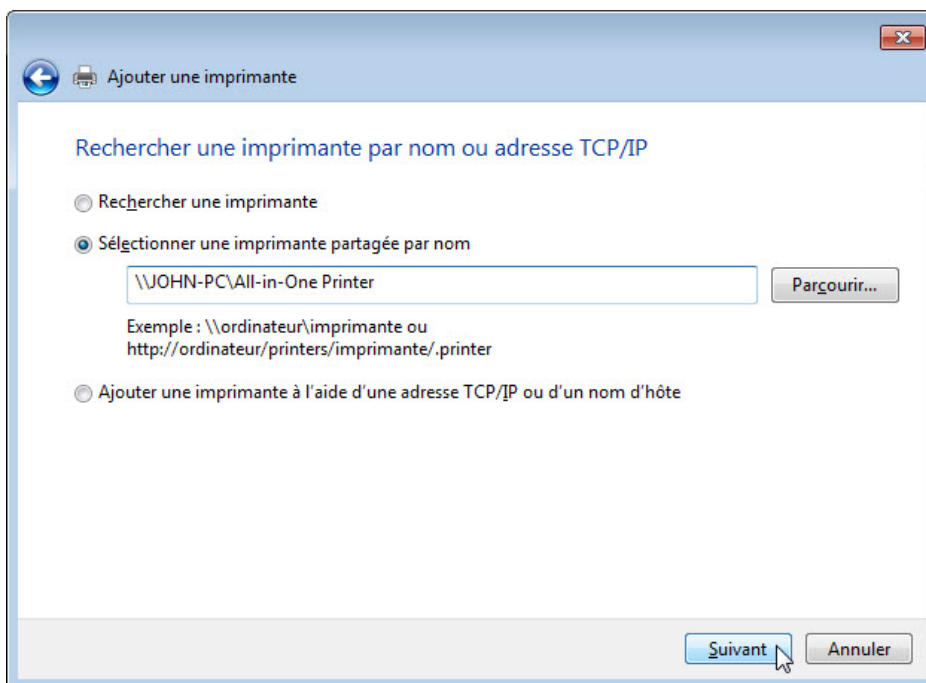 Ajouter une imprimante
Rechercher une imprimante par nom ou adresse TCP/IP
Rechercher une imprimante
Sélectionner une imprimante partagée par nom
\\JOHN-PC\All-in-One Printer
Parcourir...
Exemple : \\ordinateur\imprimante ou
http://ordinateur/printers/imprimante/.printer
Ajouter une imprimante à l'aide d'une adresse TCP/IP ou d'un nom d'hôte
Suivant
Annuler